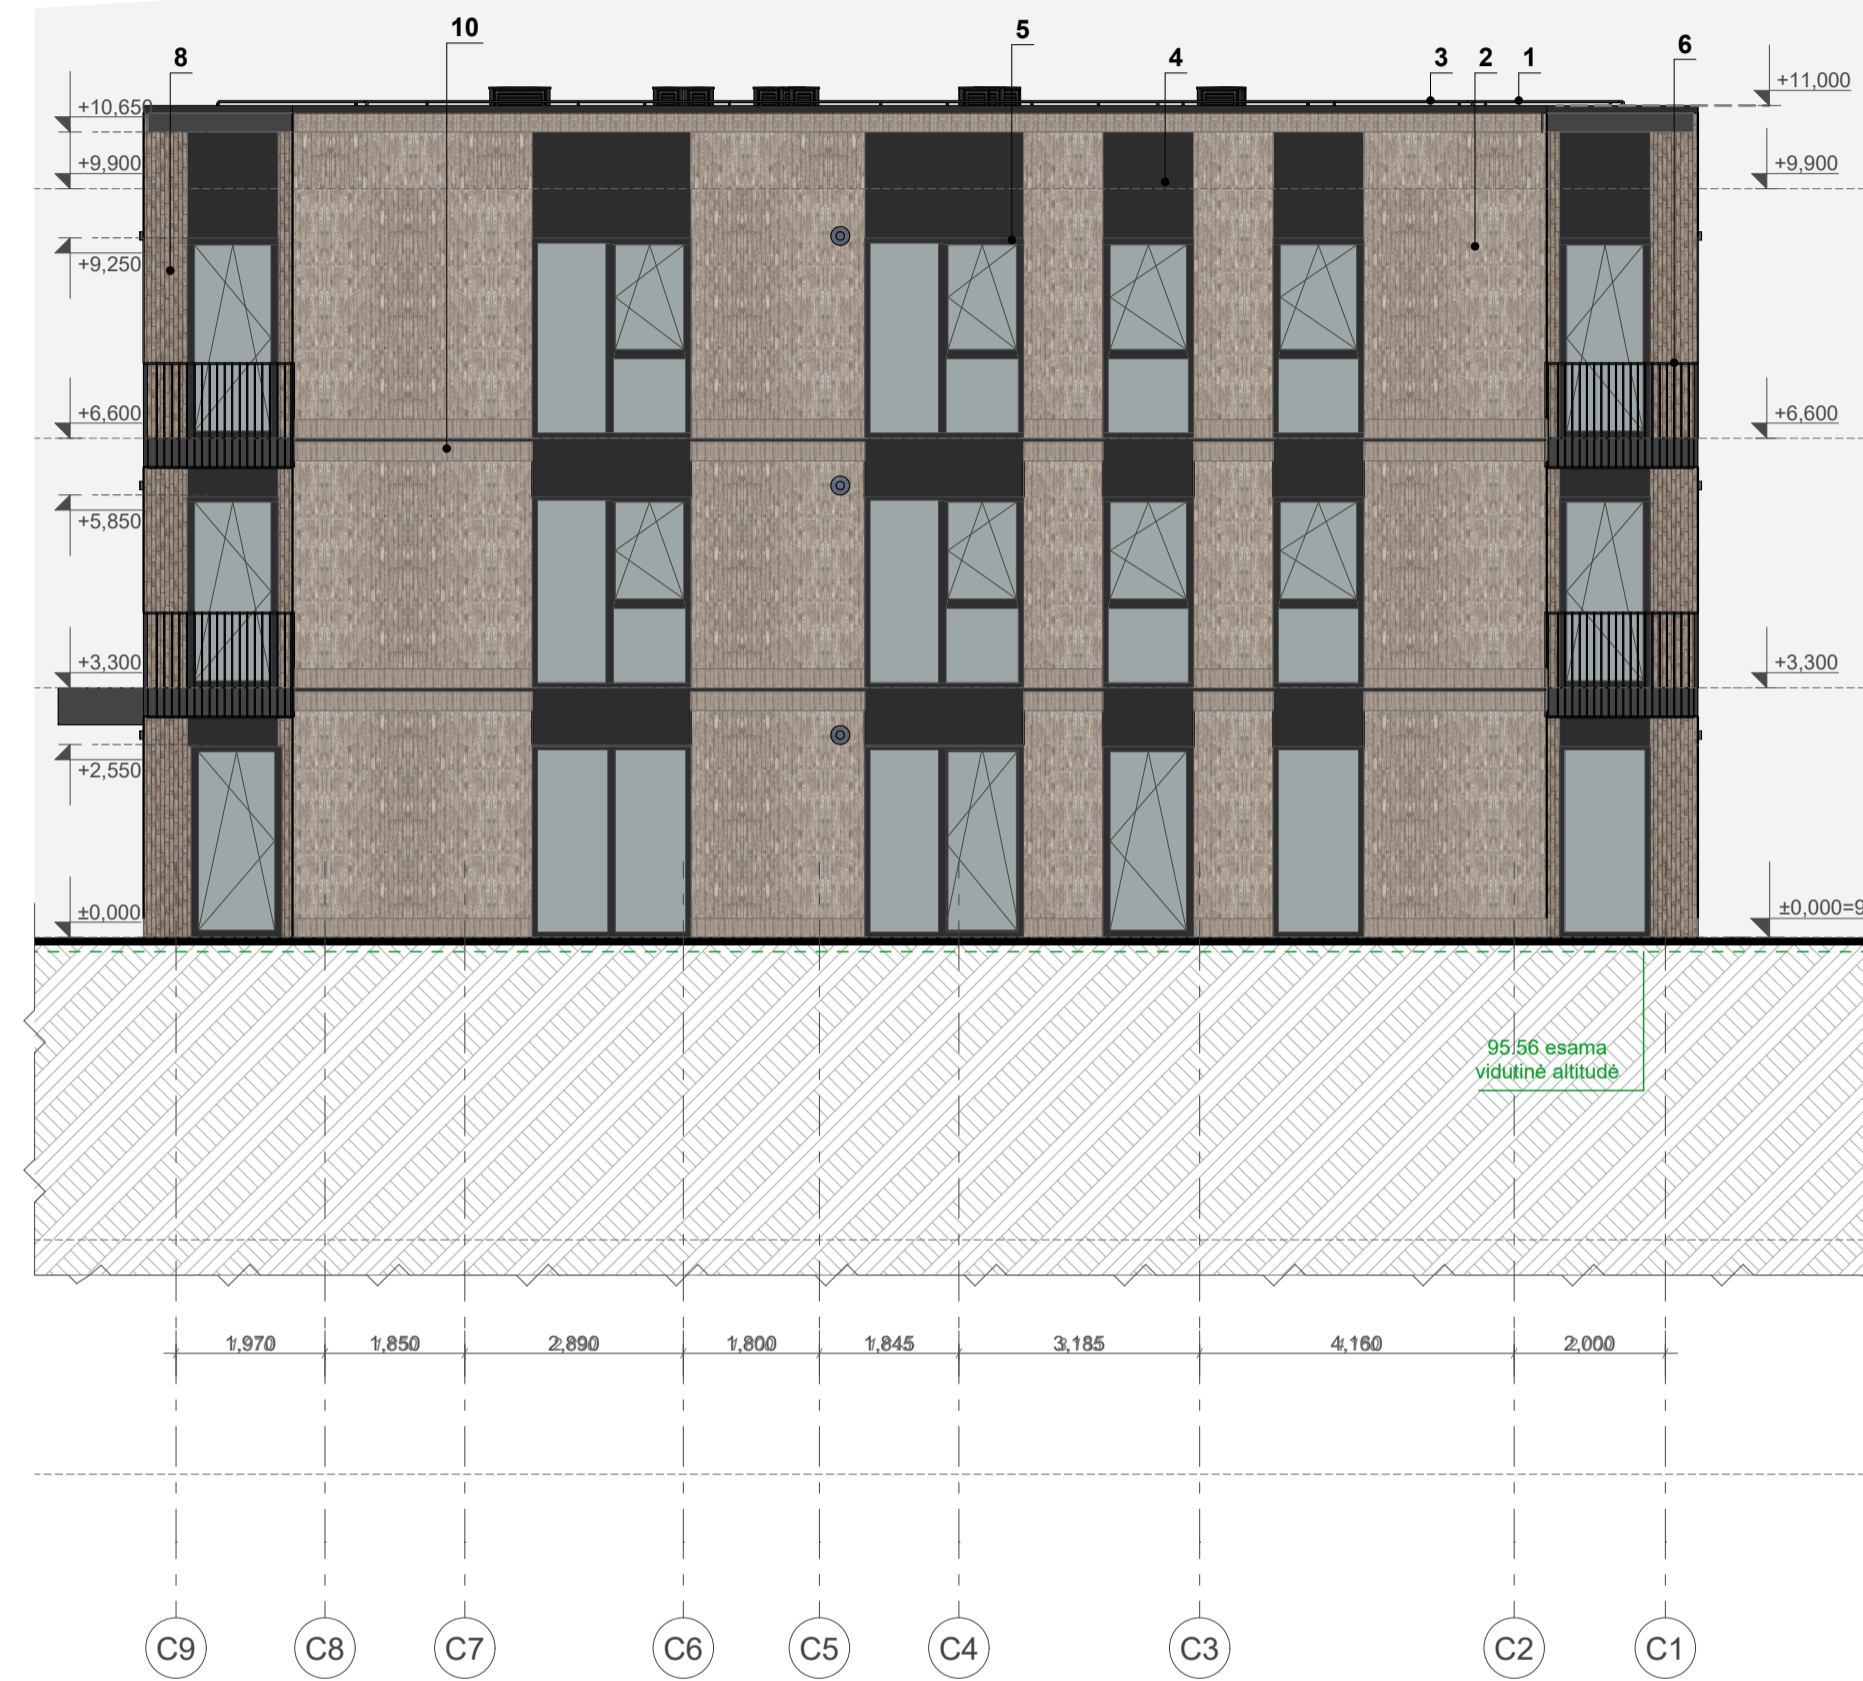 10
5
8
4
3
2
1
6
+10,650
+11,000
+9,900
+9,900
+9,250
+6,600
+6,600
+5,850
+3,300
+3,300
+2,550
±0,000
±0,000=9
95.56 esama
vidutinė altitudė
1,970
1,850
2,890
1,800
1,845
3,185
4,160
2,000
C9
C8
C7
C6
C5
C4
C3
C2
C1